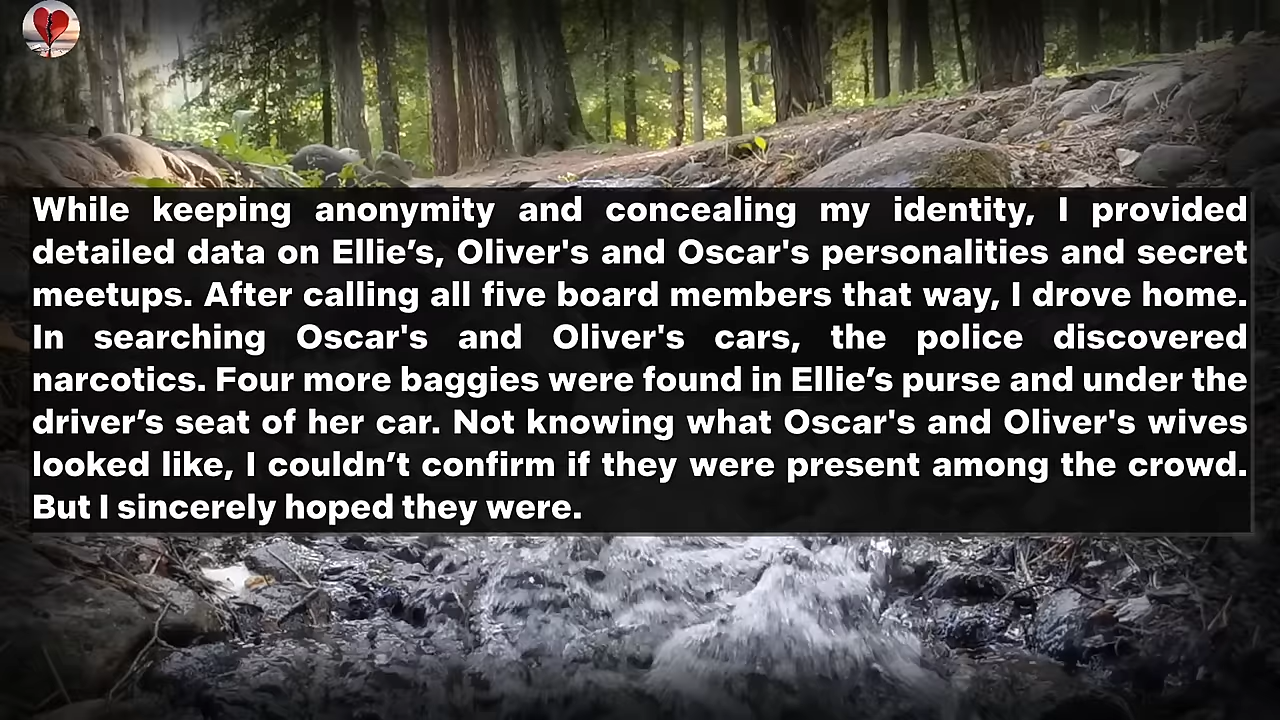 While keeping anonymity and concealing my identity, I provided
detailed data on Ellie’s, Oliver's and Oscar's personalities and secret
meetups. After calling all five board members that way, I drove home.
In searching Oscar's and Oliver's cars, the police discovered
narcotics. Four more baggies were found in Ellie’s purse and under the
driver’s seat of her car. Not knowing what Oscar's and Oliver's wives
looked like, I couldn’t confirm if they were present among the crowd.
But I sincerely hoped they were.